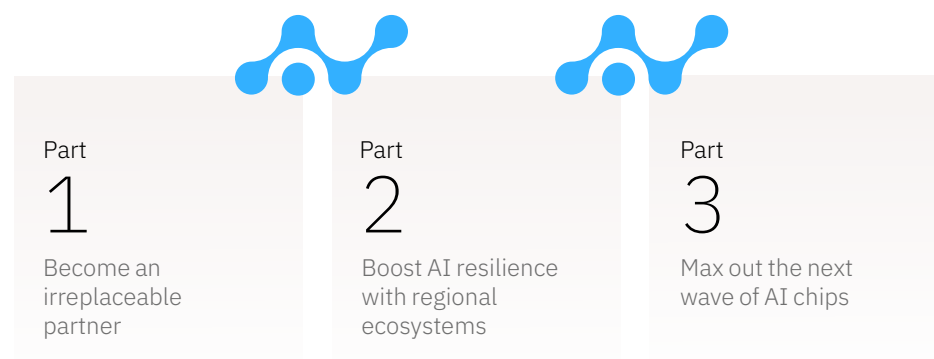 Part
1
Become an
irreplaceable
partner
Part
2
Boost AI resilience
with regional
ecosystems
Part
3
Max out the next
wave of AI chips